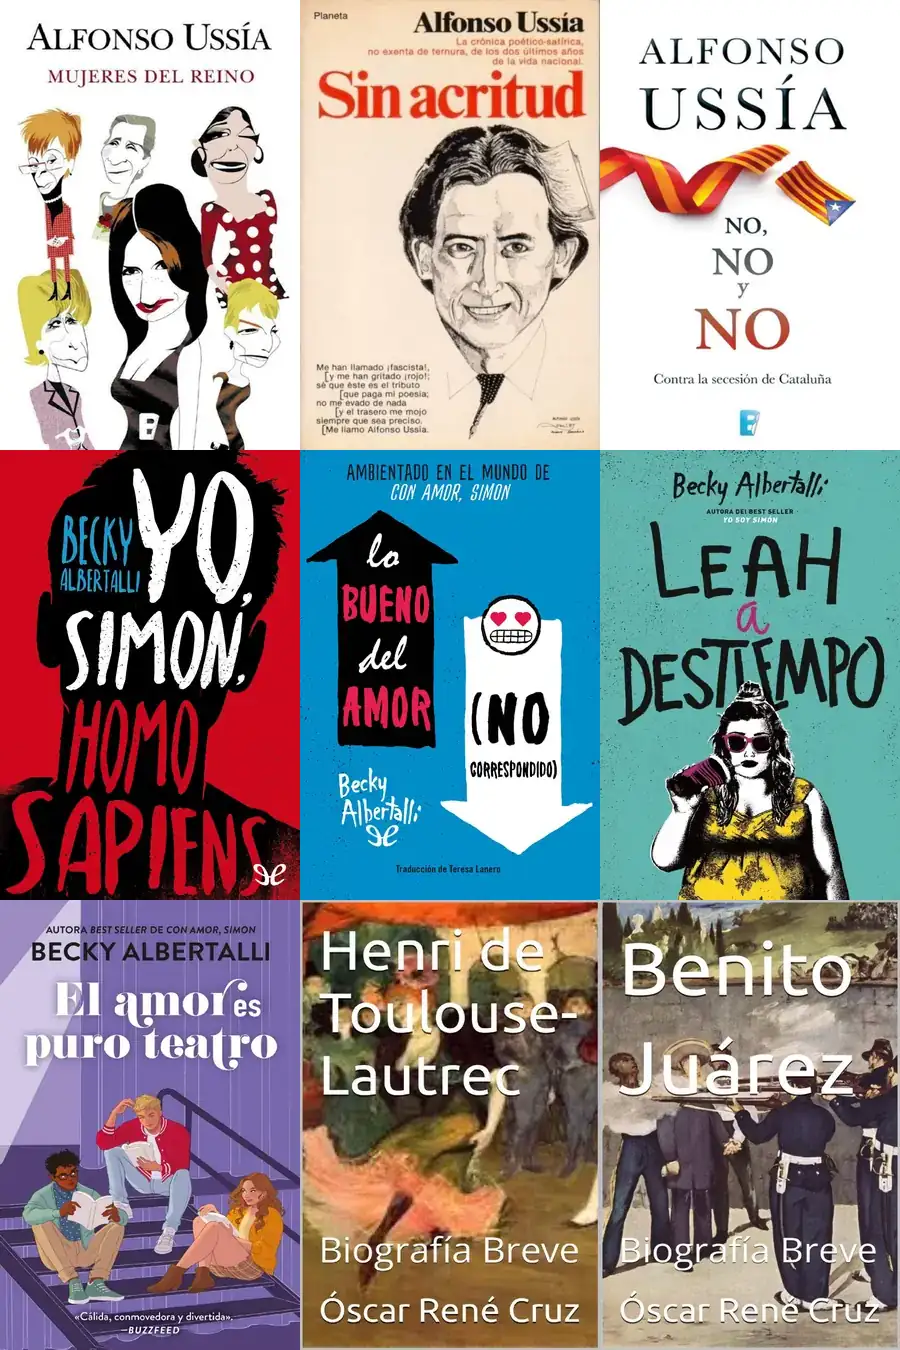 ALFONSO USSÍA
MUJERES DEL REINO
Planeta
Alfonso Ussía
La crónica poético-satírica,
no exenta de ternura, de los dos últimos años
de la vida nacional.
Sin acritud
Me han llamado ¡fascista!,
[y me han gritado ¡rojo!;
sé que éste es el tributo
[que paga mi poesía;
no me evado de nada
[y el trasero me mojo
siempre que sea preciso.
[Me llamo Alfonso Ussía.
ALFONSO
USSÍA
NO,
NO
y
NO
Contra la secesión de Cataluña
B
BECKY
ALBERTALLI
YO,
SIMON,
HOMO
SAPIENS
AMBIENTADO EN EL MUNDO DE
CON AMOR, SIMON
lo
BUENO
del
AMOR
(NO
CORRESPONDIDO)
Becky
Albertalli
Traducción de Teresa Lanero
Becky Albertalli
AUTORA DEL BEST SELLER
YO SOY SIMON
LEAH
a
DESTIEMPO
AUTORA BEST SELLER DE CON AMOR, SIMON
BECKY ALBERTALLI
El amor es
puro teatro
«Cálida, conmovedora y divertida».
—BUZZFEED
Henri de
Toulouse-
Lautrec
Biografía Breve
Óscar René Cruz
Benito
Juárez
Biografía Breve
Óscar René Cruz